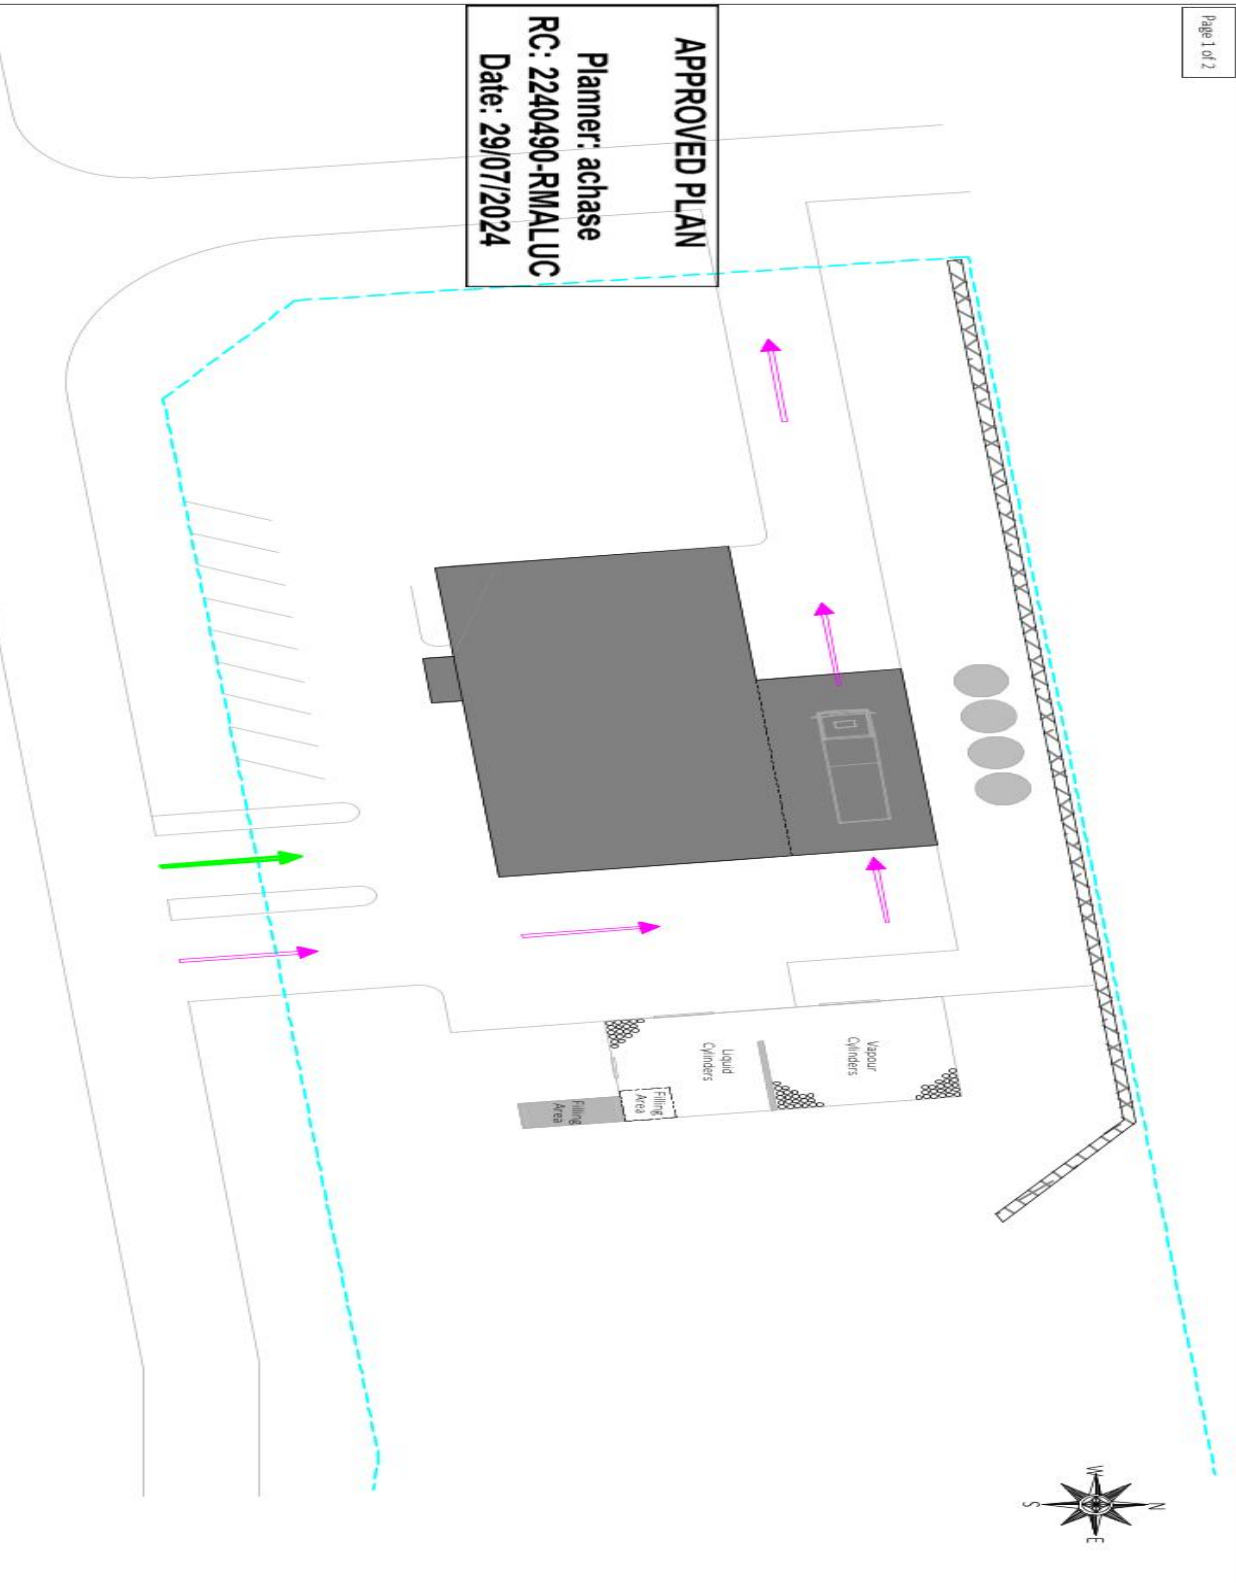 Page 1 of 2
APPROVED PLAN
Planner: achase
RC: 2240490-RMALUC
Date: 29/07/2024
Vapour
Cylinders
Liquid
Cylinders
Filling
Area
Filling
Area
N
W
E
S